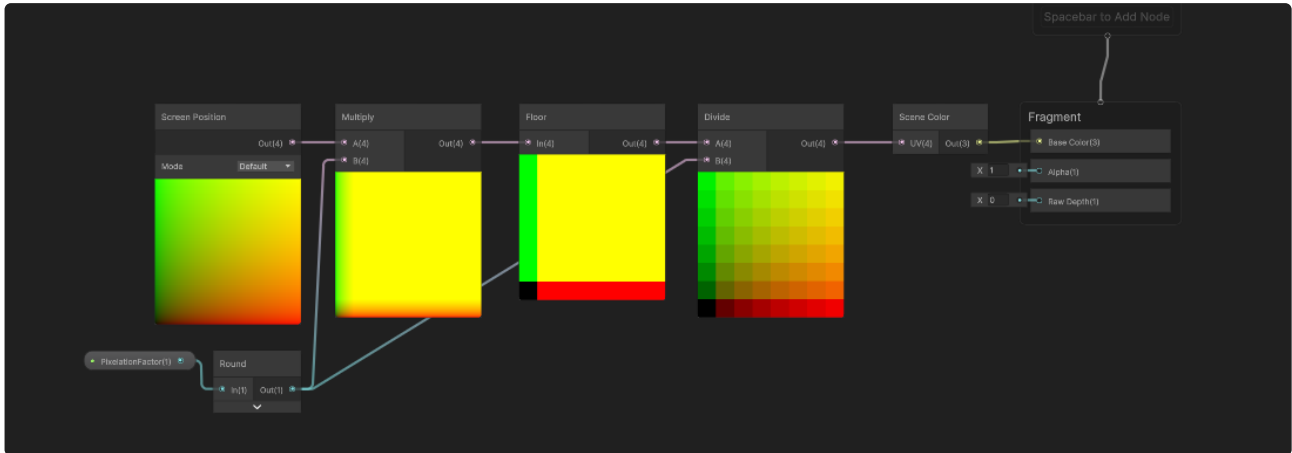 Spacebar to Add Node
Screen Position
Out(4)
Mode
Default
Multiply
A(4)
Out(4)
B(4)
Floor
In(4)
Out(4)
Divide
A(4)
Out(4)
B(4)
Scene Color
UV(4)
Out(3)
Fragment
Base Color(3)
X 1
Alpha(1)
X 0
Raw Depth(1)
PixelationFactor(1)
Round
In(1)
Out(1)